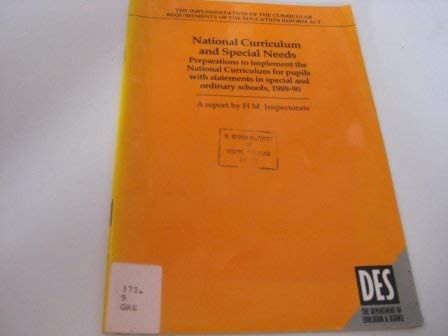 THE IMPLEMENTATION OF THE CURRICULAR
REQUIREMENTS OF THE EDUCATION REFORM ACT
National Curriculum
and Special Needs
Preparations to implement the
National Curriculum for pupils
with statements in special and
ordinary schools, 1989-90
A report by H M Inspectorate
OF
371.
9
GRE
DES
THE DEPARTMENT OF
EDUCATION & SCIENCE